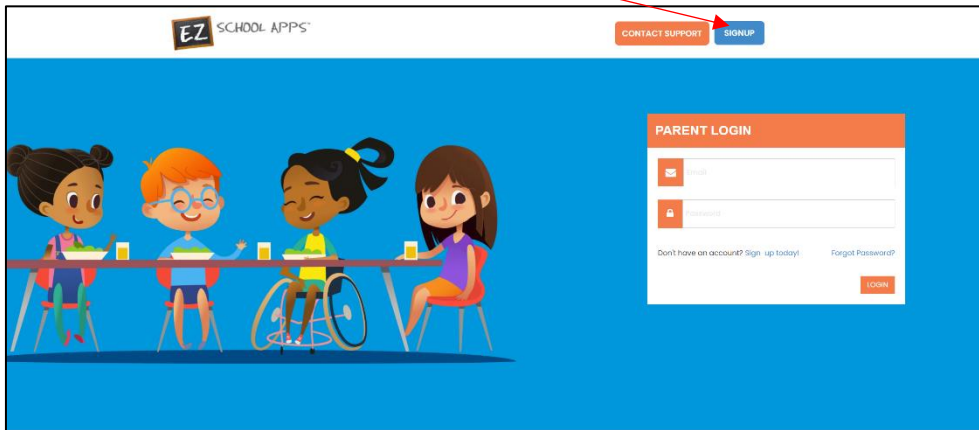 EZ SCHOOL APPS™
CONTACT SUPPORT SIGNUP
PARENT LOGIN
Email
Password
Don't have an account? Sign up today! Forgot Password?
LOGIN